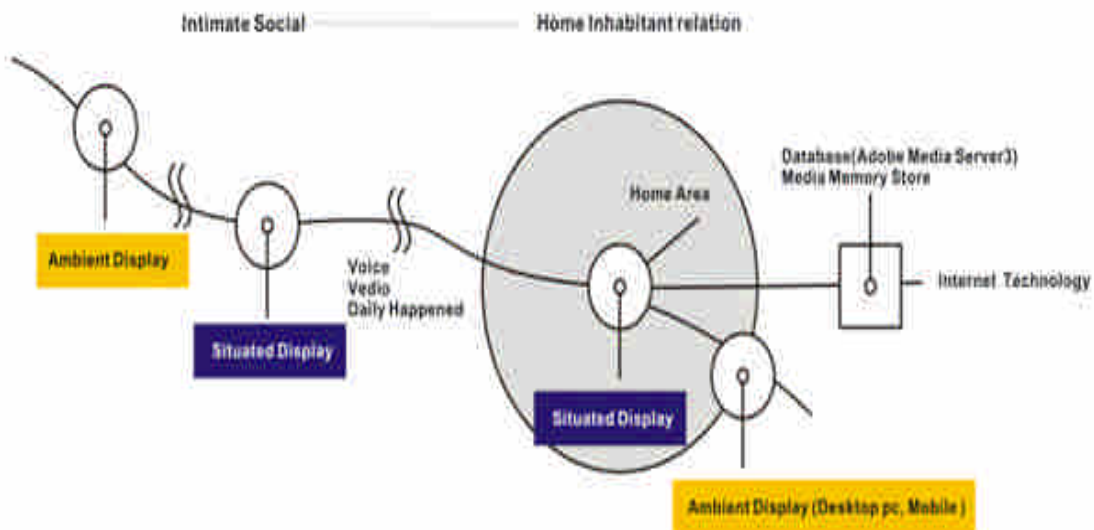 Intimate Social
Home Inhabitant relation
Database(Adobe Media Server3)
Media Memory Store
Home Area
Ambient Display
Voice
Vedio
Daily Happened
Internet Technology
Situated Display
Situated Display
Ambient Display (Desktop pc, Mobile )